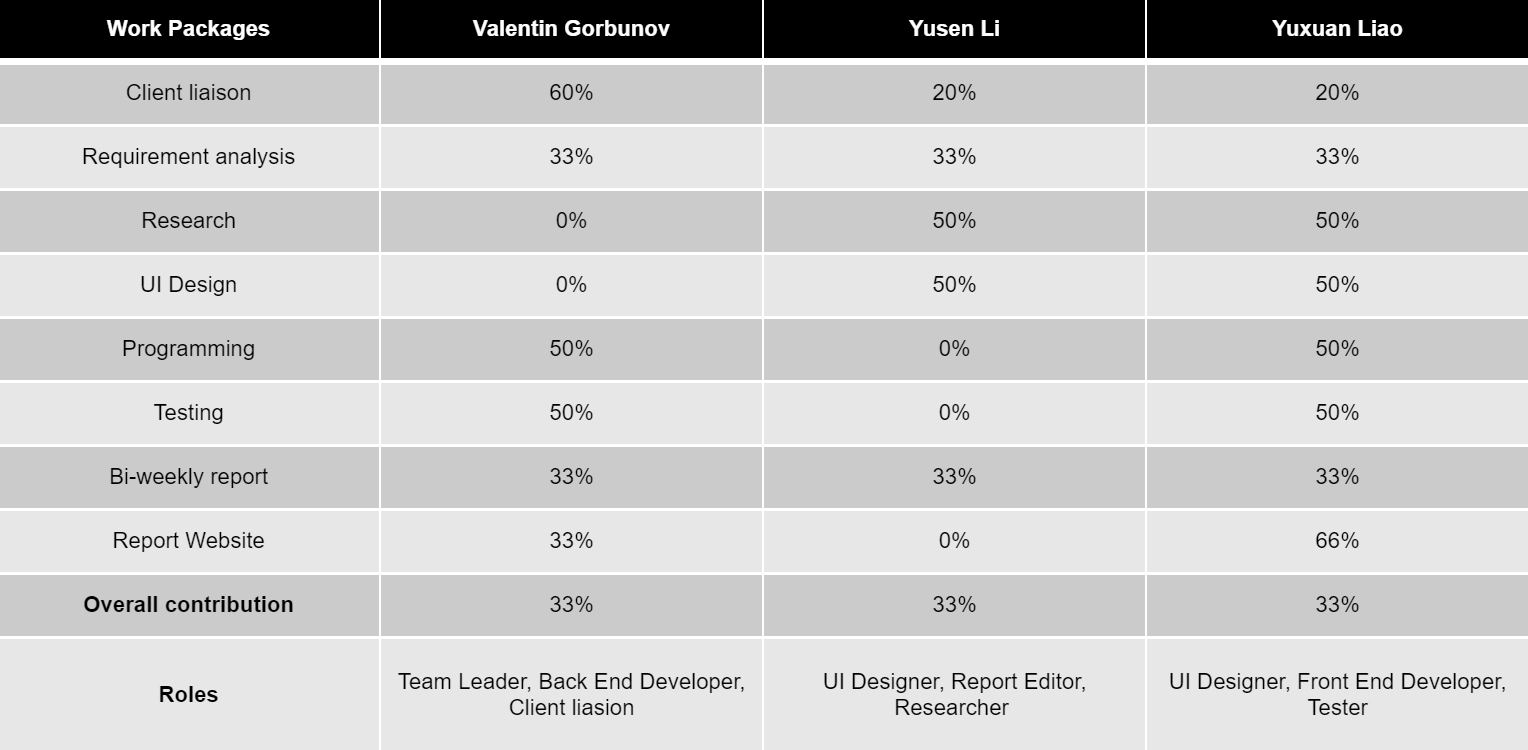 Work Packages Valentin Gorbunov Yusen Li Yuxuan Liao
Client liaison 60% 20% 20%
Requirement analysis 33% 33% 33%
Research 0% 50% 50%
UI Design 0% 50% 50%
Programming 50% 0% 50%
Testing 50% 0% 50%
Bi-weekly report 33% 33% 33%
Report Website 33% 0% 66%
Overall contribution 33% 33% 33%
Roles
Team Leader, Back End Developer,
Client liasion
UI Designer, Report Editor,
Researcher
UI Designer, Front End Developer,
Tester